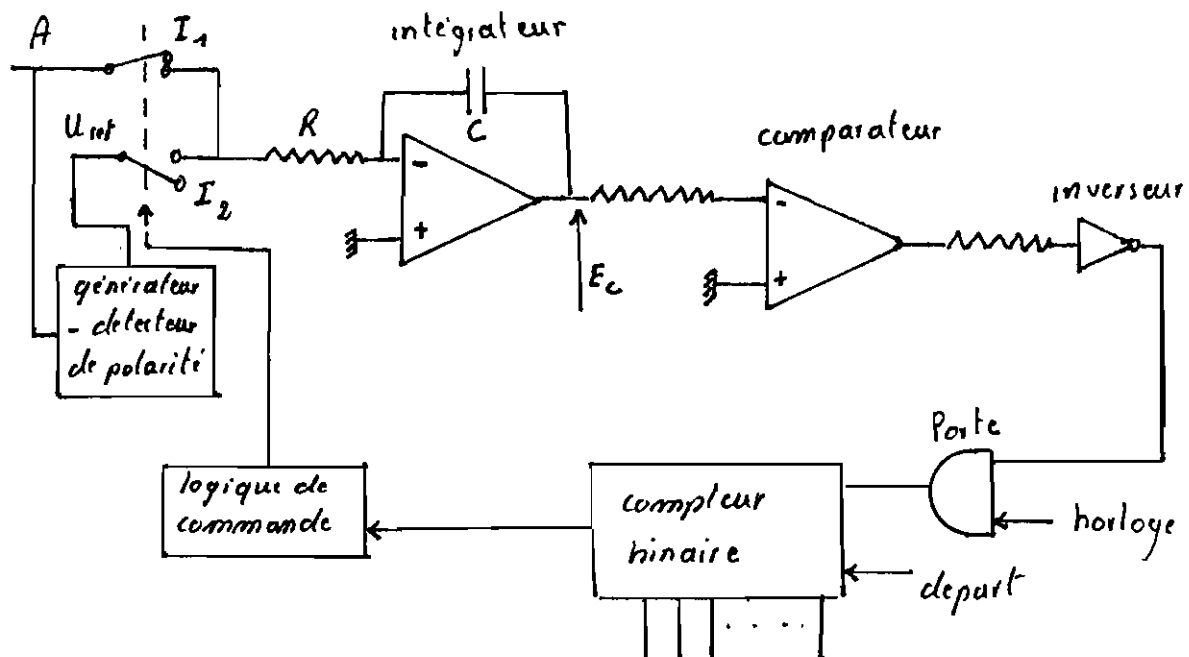 A
I1
intégrateur
Uref
R
C
I2
comparateur
inverseur
-
+
Ec
-
+
générateur
- détecteur
de polarité
Porte
logique de
commande
compteur
binaire
horloge
départ
. . . .